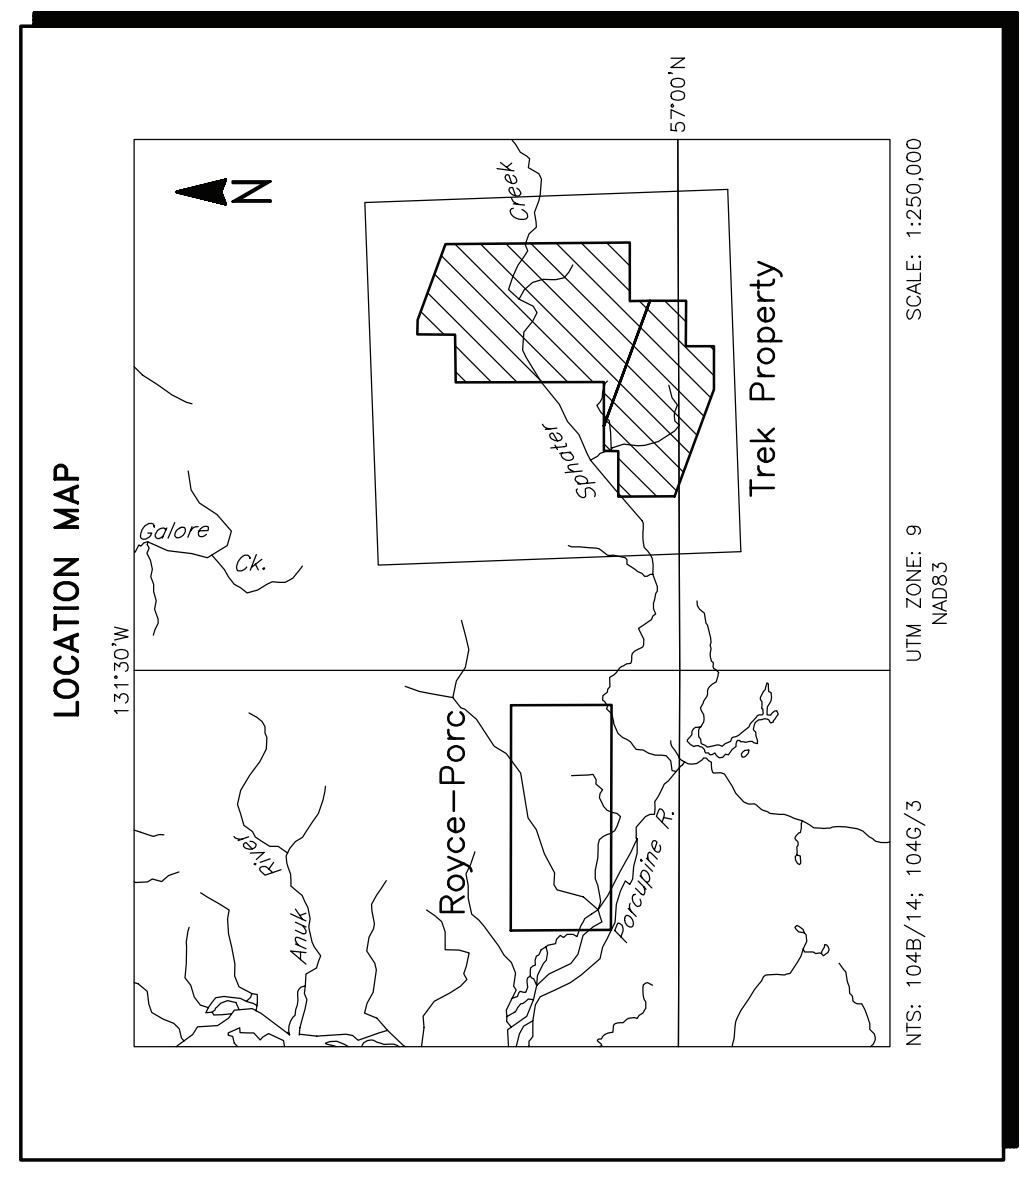 LOCATION MAP
131°30'W
N
57°00'N
Galore
Ck.
River
Anuk
Creek
Sphaler
Royce-Porc
Porcupine R.
Trek Property
NTS: 104B/14; 104G/3
UTM ZONE: 9
NAD83
SCALE: 1:250,000